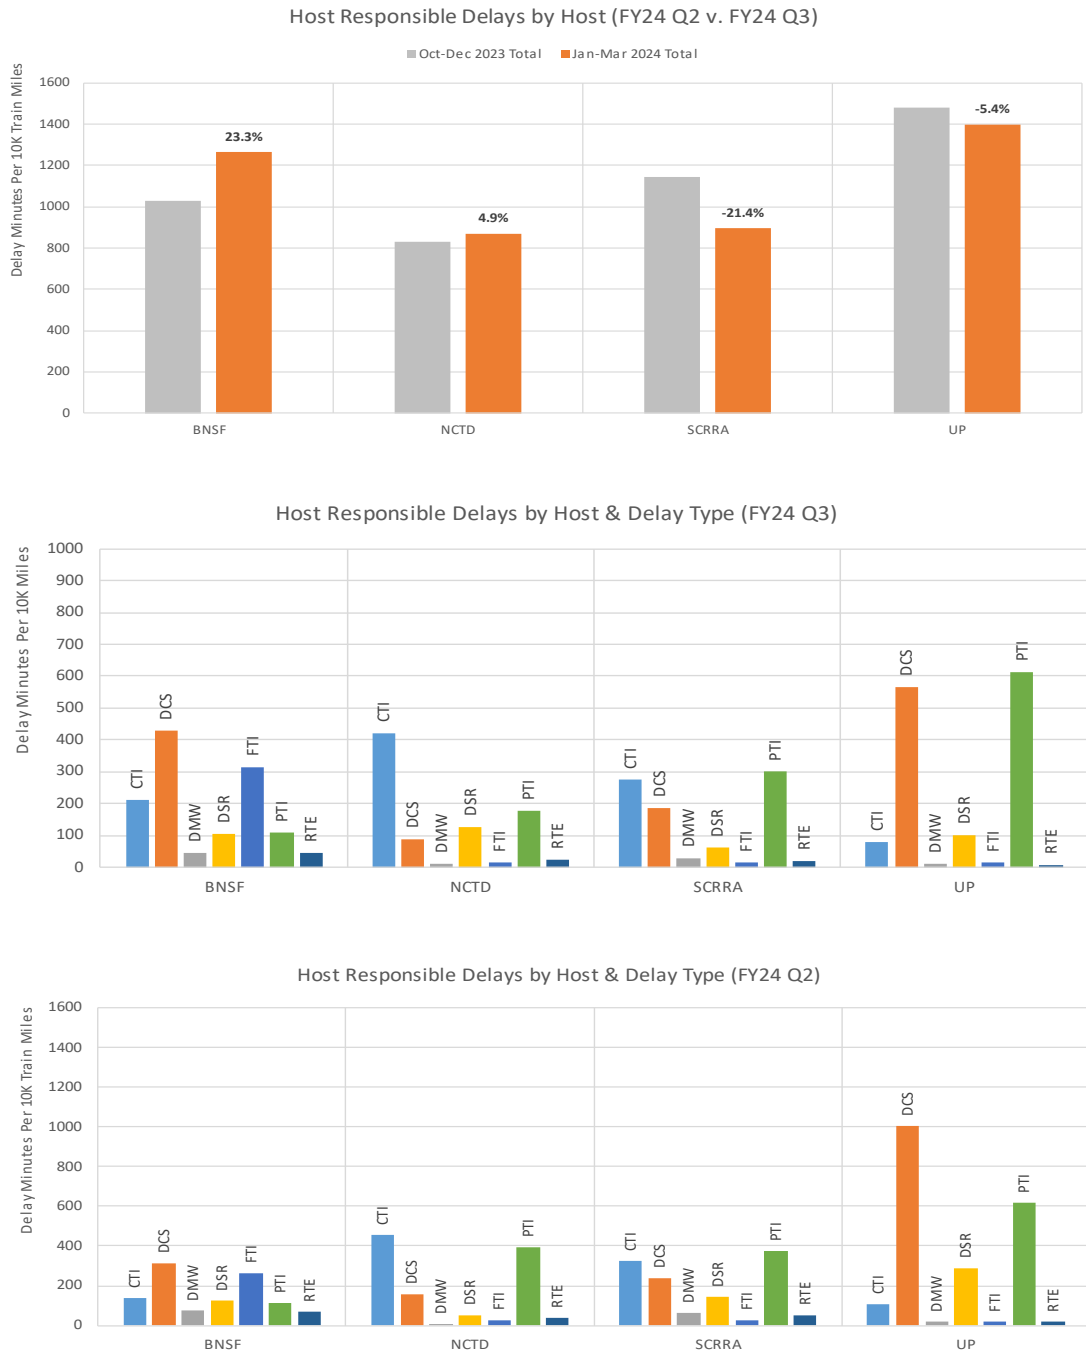 Host Responsible Delays by Host (FY24 Q2 v. FY24 Q3)
Oct-Dec 2023 Total Jan-Mar 2024 Total
Delay Minutes Per 10K Train Miles
1600
1400
1200
1000
800
600
400
200
0
23.3%
4.9%
-21.4%
-5.4%
BNSF NCTD SCRRA UP
Host Responsible Delays by Host & Delay Type (FY24 Q3)
Delay Minutes Per 10K Miles
1000
900
800
700
600
500
400
300
200
100
0
CTI DCS DMW DSR FTI PTI RTE
CTI DCS DMW DSR FTI PTI RTE
CTI DCS DMW DSR FTI PTI RTE
CTI DCS DMW DSR FTI PTI RTE
BNSF NCTD SCRRA UP
Host Responsible Delays by Host & Delay Type (FY24 Q2)
Delay Minutes Per 10K Train Miles
1600
1400
1200
1000
800
600
400
200
0
CTI DCS DMW DSR FTI PTI RTE
CTI DCS DMW DSR FTI PTI RTE
CTI DCS DMW DSR FTI PTI RTE
CTI DCS DMW DSR FTI PTI RTE
BNSF NCTD SCRRA UP